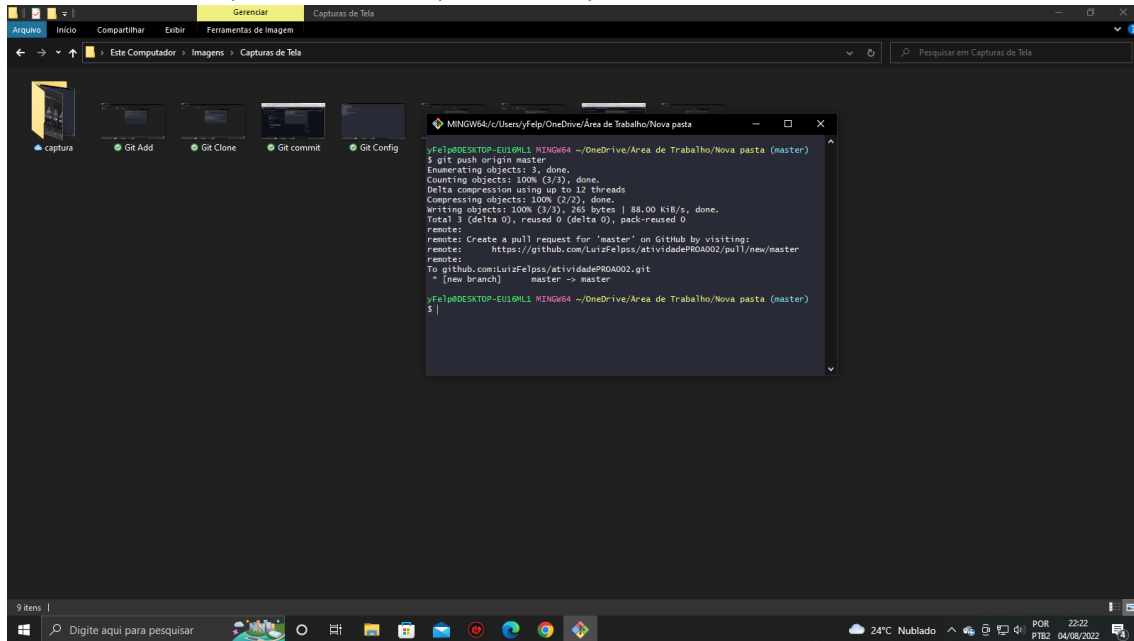 Gerenciar
Capturas de Tela
Arquivo Início Compartilhar Exibir Ferramentas de Imagem
Este Computador > Imagens > Capturas de Tela
Pesquisar em Capturas de Tela
captura
Git Add
Git Clone
Git commit
Git Config
MINGW64:/c/Users/yFelp/OneDrive/Área de Trabalho/Nova pasta
yFelp@DESKTOP-EU16ML1 MINGW64 ~/OneDrive/Área de Trabalho/Nova pasta (master)
$ git push origin master
Enumerating objects: 3, done.
Counting objects: 100% (3/3), done.
Delta compression using up to 12 threads
Compressing objects: 100% (2/2), done.
Writing objects: 100% (3/3), 265 bytes | 88.00 KiB/s, done.
Total 3 (delta 0), reused 0 (delta 0), pack-reused 0
remote:
remote: Create a pull request for 'master' on GitHub by visiting:
remote:      https://github.com/LuizFelpss/atividadePROA002/pull/new/master
remote:
To github.com:LuizFelpss/atividadePROA002.git
 * [new branch]      master -> master
yFelp@DESKTOP-EU16ML1 MINGW64 ~/OneDrive/Área de Trabalho/Nova pasta (master)
$
9 itens
Digite aqui para pesquisar
24°C Nublado
POR
PTB2
22:22
04/08/2022